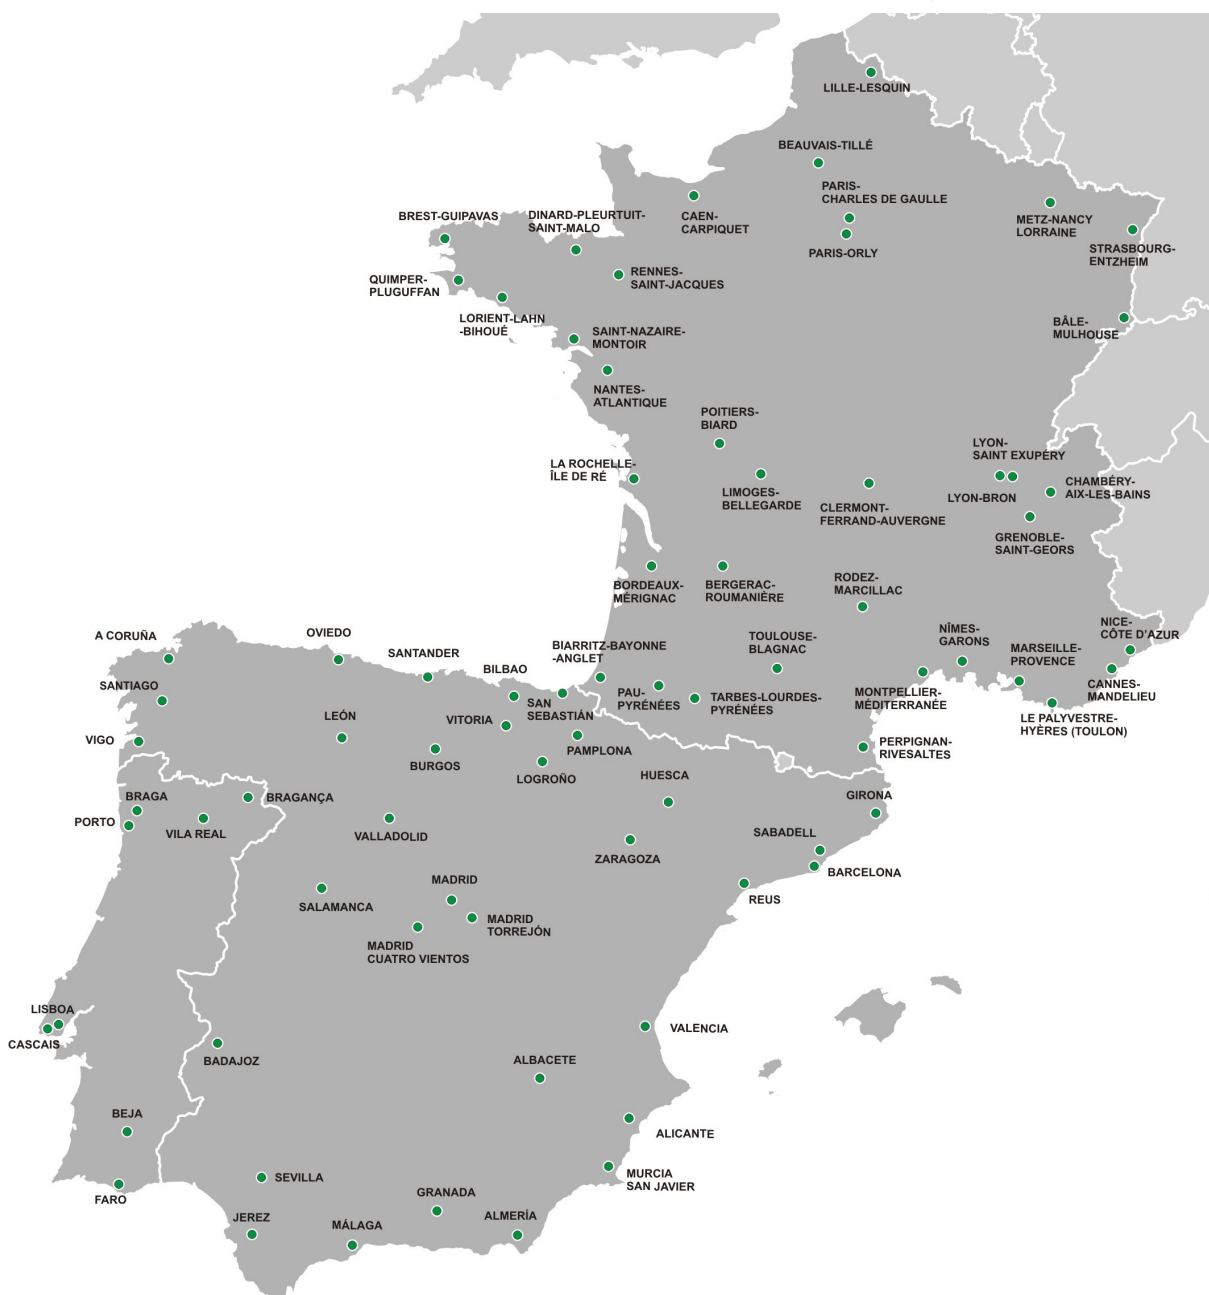 LILLE-LESQUIN
BEAUVAIS-TILLÉ
PARIS-
CHARLES DE GAULLE
PARIS-ORLY
CAEN-
CARPIQUET
METZ-NANCY
LORRAINE
STRASBOURG-
ENTZHEIM
BREST-GUIPAVAS
DINARD-PLEURTUIT-
SAINT-MALO
RENNES-
SAINT-JACQUES
QUIMPER-
PLUGUFFAN
LORIENT-LAHN
-BIHOUÉ
SAINT-NAZAIRE-
MONTOIR
BÂLE-
MULHOUSE
NANTES-
ATLANTIQUE
POITIERS-
BIARD
LA ROCHELLE-
ÎLE DE RÉ
LIMOGES-
BELLEGARDE
CLERMONT-
FERRAND-AUVERGNE
LYON-
SAINT EXUPÉRY
LYON-BRON
CHAMBÉRY-
AIX-LES-BAINS
GRENOBLE-
SAINT-GEORS
BORDEAUX-
MÉRIGNAC
BERGERAC-
ROUMANIÈRE
RODEZ-
MARCILLAC
NICE-
CÔTE D'AZUR
NÎMES-
GARONS
MARSEILLE-
PROVENCE
CANNES-
MANDELIEU
MONTPELLIER-
MÉDITERRANÉE
LE PALYVESTRE-
HYÈRES (TOULON)
TOULOUSE-
BLAGNAC
BIARRITZ-BAYONNE
-ANGLET
PAU-
PYRÉNÉES
TARBES-LOURDES-
PYRÉNÉES
PERPIGNAN-
RIVESALTES
A CORUÑA
OVIEDO
SANTANDER
BILBAO
SAN
SEBASTIÁN
SANTIAGO
LEÓN
VITORIA
PAMPLONA
VIGO
BURGOS
LOGROÑO
HUESCA
GIRONA
BRAGA
BRAGANÇA
PORTO
VILA REAL
VALLADOLID
ZARAGOZA
SABADELL
BARCELONA
REUS
SALAMANCA
MADRID
MADRID
TORREJÓN
MADRID
CUATRO VIENTOS
LISBOA
CASCAIS
BADAJOZ
VALENCIA
ALBACETE
BEJA
ALICANTE
MURCIA
SAN JAVIER
FARO
SEVILLA
JEREZ
MÁLAGA
GRANADA
ALMERÍA